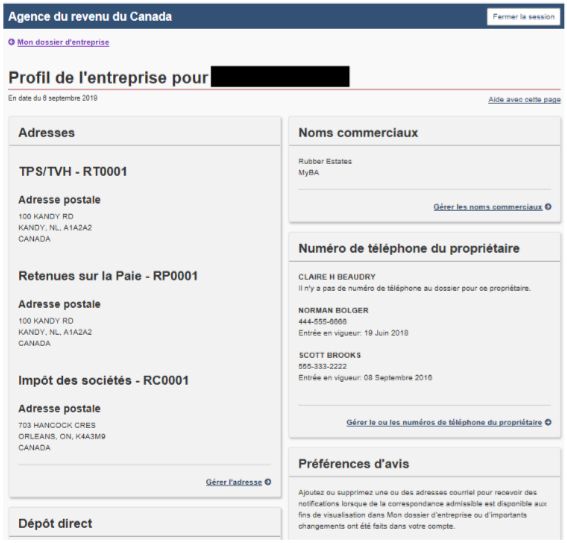 Agence du revenu du Canada
Fermer la session
Mon dossier d'entreprise
Profil de l'entreprise pour
En date du 8 septembre 2019
Aide avec cette page
Adresses
TPS/TVH - RT0001
Adresse postale
100 KANDY RD
KANDY, NL, A1A2A2
CANADA
Retenues sur la Paie - RP0001
Adresse postale
100 KANDY RD
KANDY, NL, A1A2A2
CANADA
Impôt des sociétés - RC0001
Adresse postale
703 HANCOCK CRES
ORLEANS, ON, K4A3M9
CANADA
Gérer l'adresse
Dépôt direct
Noms commerciaux
Rubber Estates
MyBA
Gérer les noms commerciaux
Numéro de téléphone du propriétaire
CLAIRE H BEAUDRY
Il n'y a pas de numéro de téléphone au dossier pour ce propriétaire.
NORMAN BOLGER
444-555-6666
Entrée en vigueur: 19 Juin 2018
SCOTT BROOKS
555-333-2222
Entrée en vigueur: 08 Septembre 2016
Gérer le ou les numéros de téléphone du propriétaire
Préférences d'avis
Ajoutez ou supprimez une ou des adresses courriel pour recevoir des
notifications lorsque de la correspondance admissible est disponible aux
fins de visualisation dans Mon dossier d'entreprise ou d'importants
changements ont été faits dans votre compte.